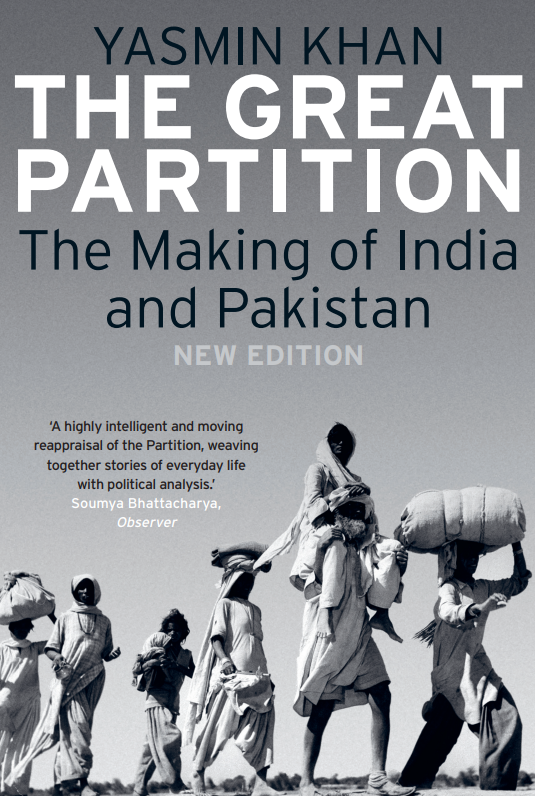 YASMIN KHAN
THE GREAT
PARTITION
The Making of India
and Pakistan
NEW EDITION
‘A highly intelligent and moving
reappraisal of the Partition, weaving
together stories of everyday life
with political analysis.’
Soumya Bhattacharya,
Observer